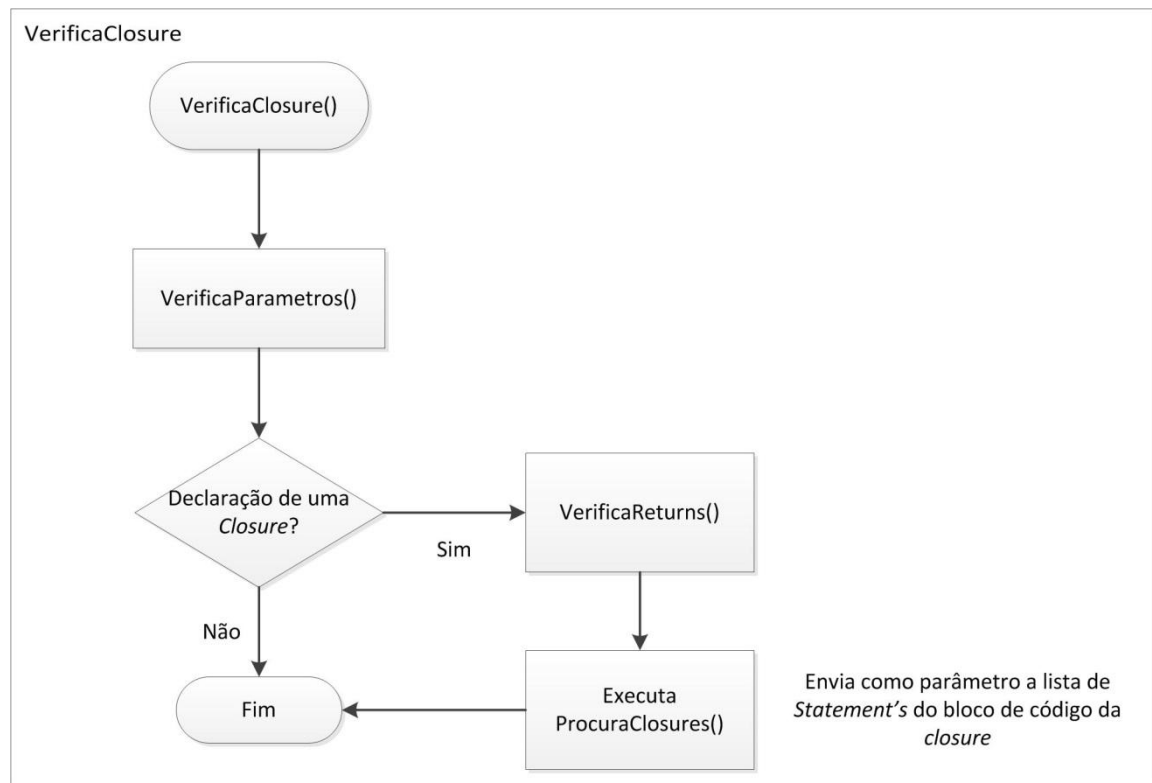 VerificaClosure
VerificaClosure()
VerificaParametros()
Declaração de uma
Closure?
Sim
VerificaReturns()
Não
Fim
Executa
ProcuraClosures()
Envia como parâmetro a lista de
Statement’s do bloco de código da
closure